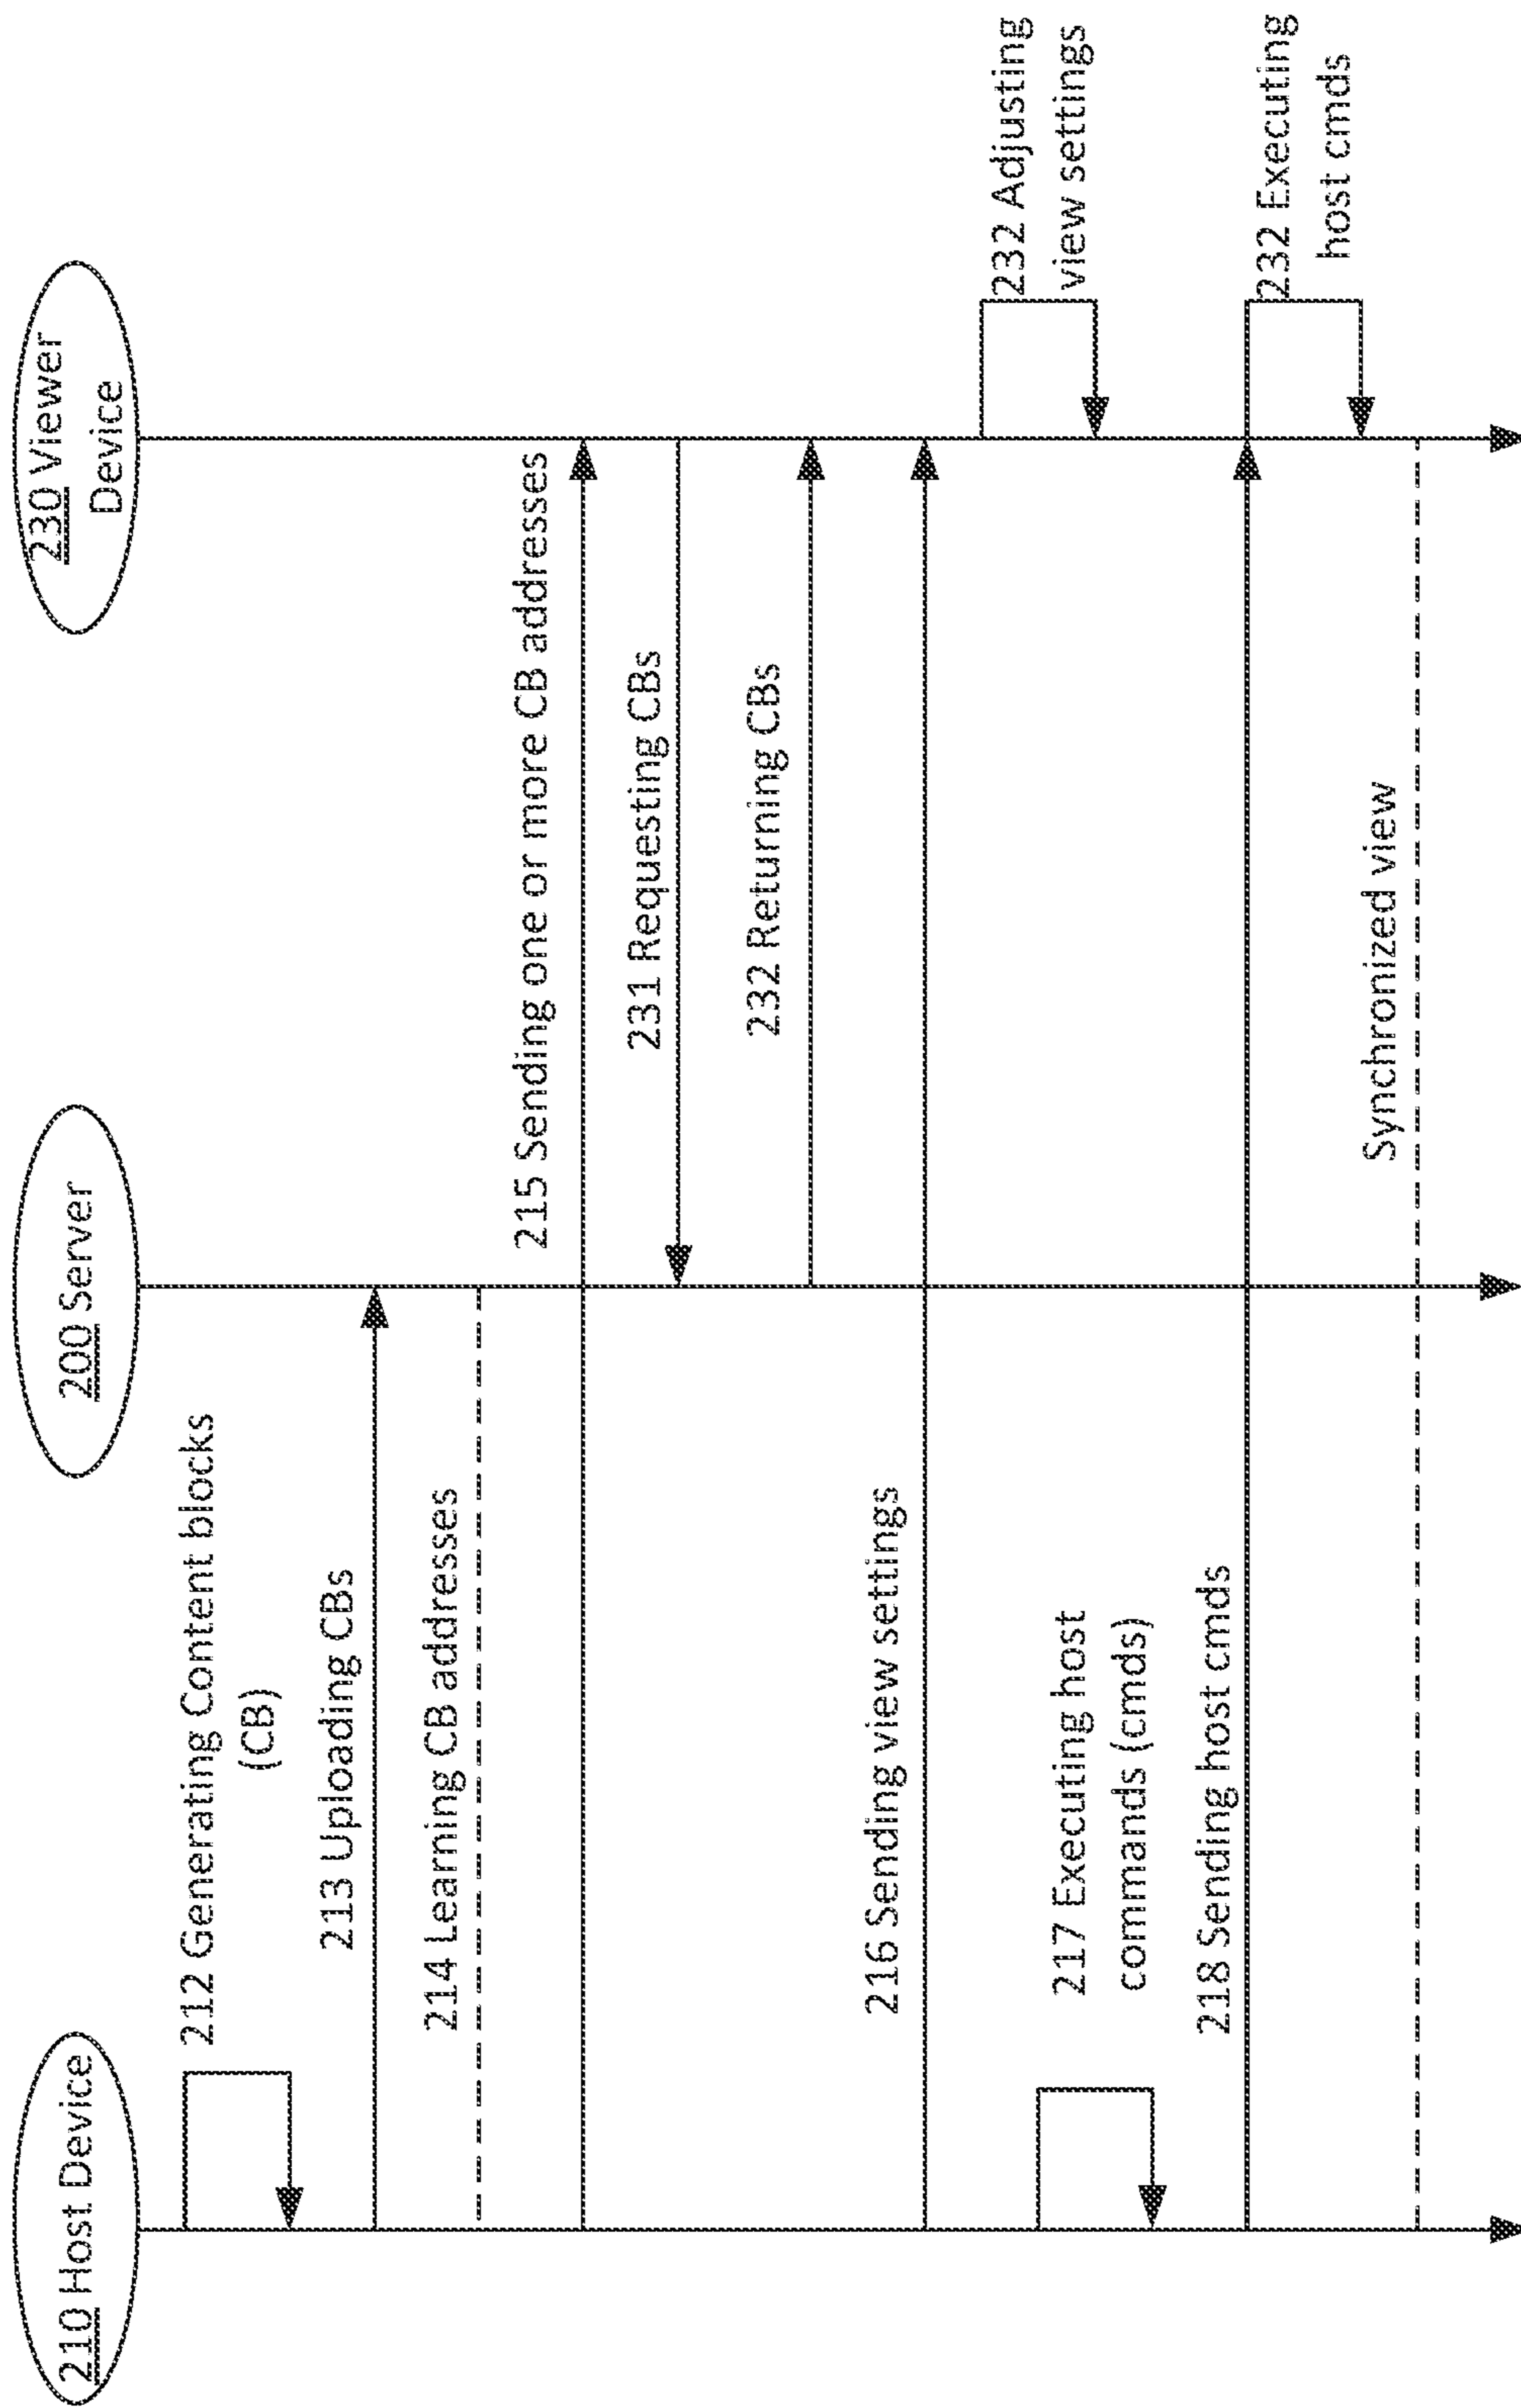 210 Host Device
200 Server
230 Viewer
Device
212 Generating Content blocks
(CB)
213 Uploading CBs
214 Learning CB addresses
215 Sending one or more CB addresses
231 Requesting CBs
232 Returning CBs
216 Sending view settings
232 Adjusting
view settings
217 Executing host
commands (cmds)
218 Sending host cmds
232 Executing
host cmds
Synchronized view